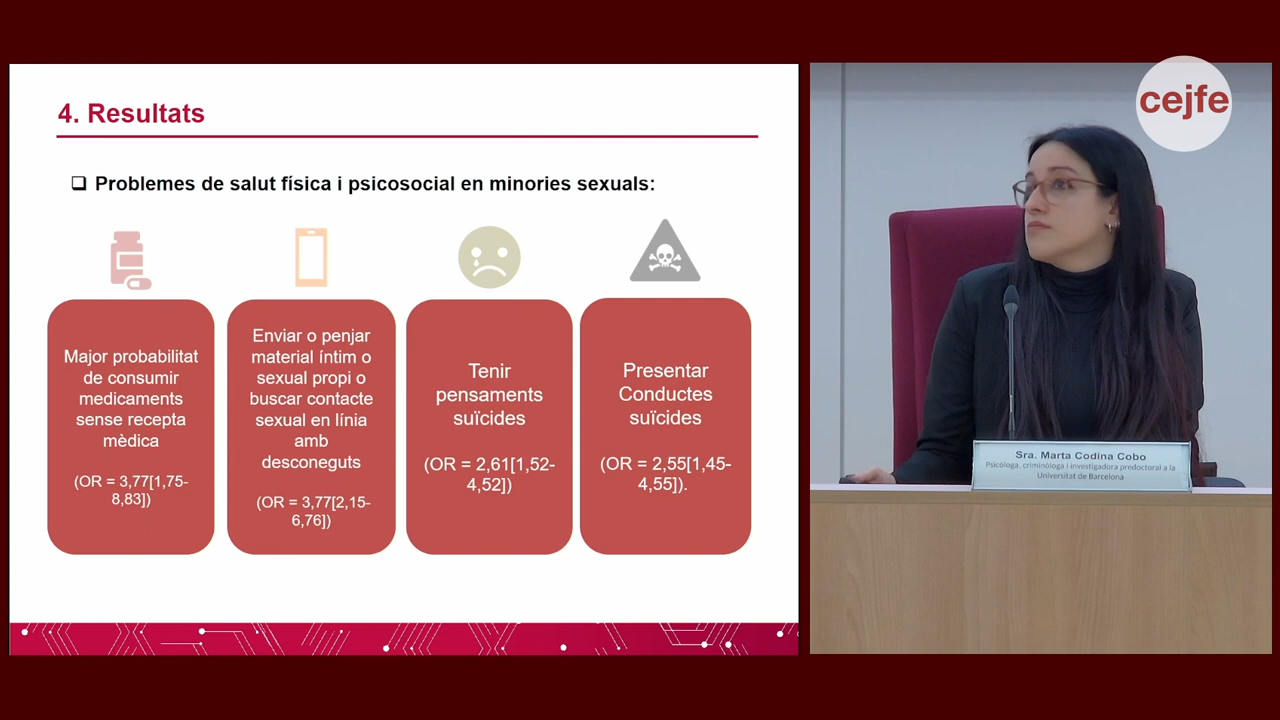 4. Resultats
Problemes de salut física i psicosocial en minories sexuals:
Major probabilitat
de consumir
medicaments
sense recepta
mèdica
(OR = 3,77[1,75-
8,83])
Enviar o penjar
material íntim o
sexual propi o
buscar contacte
sexual en línia
amb
desconeguts
(OR = 3,77[2,15-
6,76])
Tenir
pensaments
suïcides
(OR = 2,61[1,52-
4,52])
Presentar
Conductes
suïcides
(OR = 2,55[1,45-
4,55]).
cejfe
Sra. Marta Codina Cobo
Psicòloga, criminòloga i investigadora predoctoral a la
Universitat de Barcelona